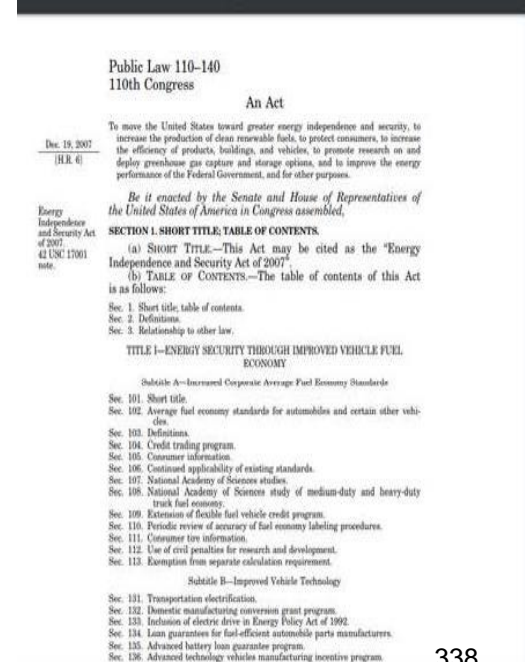 Public Law 110–140
110th Congress
An Act
Dec. 19, 2007
[H.R. 6]
To move the United States toward greater energy independence and security, to
increase the production of clean renewable fuels, to protect consumers, to increase
the efficiency of products, buildings, and vehicles, to promote research on and
deploy greenhouse gas capture and storage options, and to improve the energy
performance of the Federal Government, and for other purposes.
Be it enacted by the Senate and House of Representatives of
the United States of America in Congress assembled,
Energy
Independence
and Security Act
of 2007.
42 USC 17001
note.
SECTION 1. SHORT TITLE; TABLE OF CONTENTS.
(a) SHORT TITLE.—This Act may be cited as the “Energy
Independence and Security Act of 2007”.
(b) TABLE OF CONTENTS.—The table of contents of this Act
is as follows:
Sec. 1. Short title; table of contents.
Sec. 2. Definitions.
Sec. 3. Relationship to other law.
TITLE I—ENERGY SECURITY THROUGH IMPROVED VEHICLE FUEL
ECONOMY
Subtitle A—Increased Corporate Average Fuel Economy Standards
Sec. 101. Short title.
Sec. 102. Average fuel economy standards for automobiles and certain other vehi-
cles.
Sec. 103. Definitions.
Sec. 104. Credit trading program.
Sec. 105. Consumer information.
Sec. 106. Continued applicability of existing standards.
Sec. 107. National Academy of Sciences studies.
Sec. 108. National Academy of Sciences study of medium-duty and heavy-duty
truck fuel economy.
Sec. 109. Extension of flexible fuel vehicle credit program.
Sec. 110. Periodic review of accuracy of fuel economy labeling procedures.
Sec. 111. Consumer tire information.
Sec. 112. Use of civil penalties for research and development.
Sec. 113. Exemption from separate calculation requirement.
Subtitle B—Improved Vehicle Technology
Sec. 131. Transportation electrification.
Sec. 132. Domestic manufacturing conversion grant program.
Sec. 133. Inclusion of electric drive in Energy Policy Act of 1992.
Sec. 134. Loan guarantees for fuel-efficient automobile parts manufacturers.
Sec. 135. Advanced battery loan guarantee program.
Sec. 136. Advanced technology vehicles manufacturing incentive program.
338